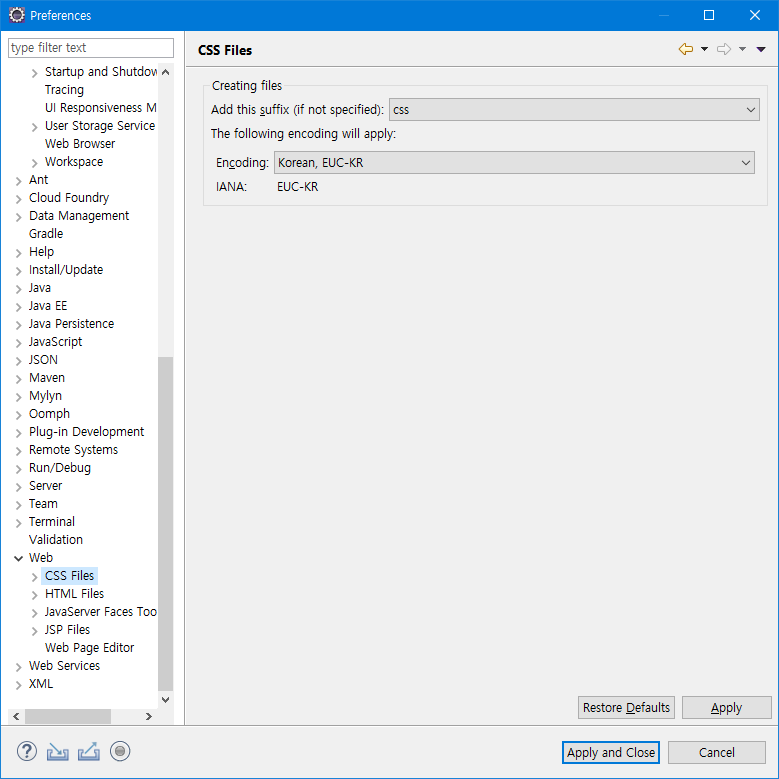 Preferences
type filter text
Startup and Shutdow
Tracing
UI Responsiveness M
User Storage Service
Web Browser
Workspace
Ant
Cloud Foundry
Data Management
Gradle
Help
Install/Update
Java
Java EE
Java Persistence
JavaScript
JSON
Maven
Mylyn
Oomph
Plug-in Development
Remote Systems
Run/Debug
Server
Team
Terminal
Validation
Web
CSS Files
HTML Files
JavaServer Faces Too
JSP Files
Web Page Editor
Web Services
XML
CSS Files
Creating files
Add this suffix (if not specified): css
The following encoding will apply:
Encoding: Korean, EUC-KR
IANA: EUC-KR
Restore Defaults Apply
Apply and Close Cancel